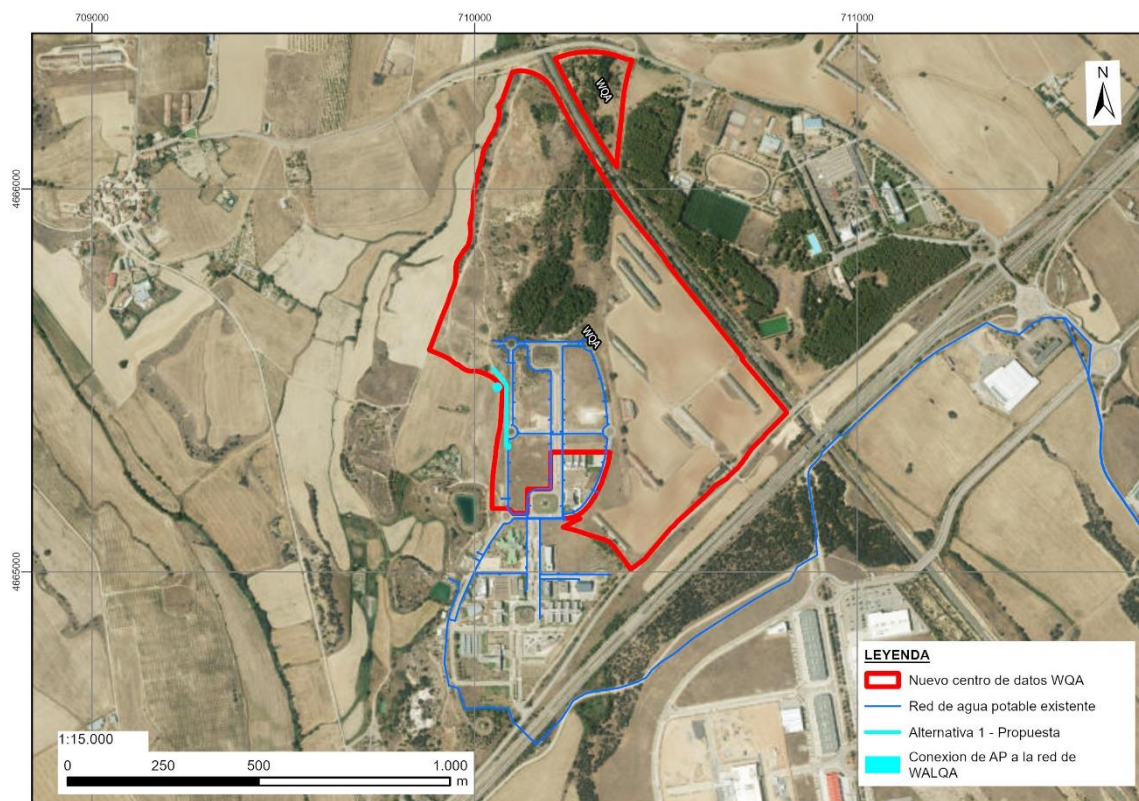 709000
710000
711000
N
WQA
4666000
WQA
4665000
LEYENDA
Nuevo centro de datos WQA
Red de agua potable existente
Alternativa 1 - Propuesta
Conexion de AP a la red de
WALQA
1:15.000
0 250 500 1.000
m